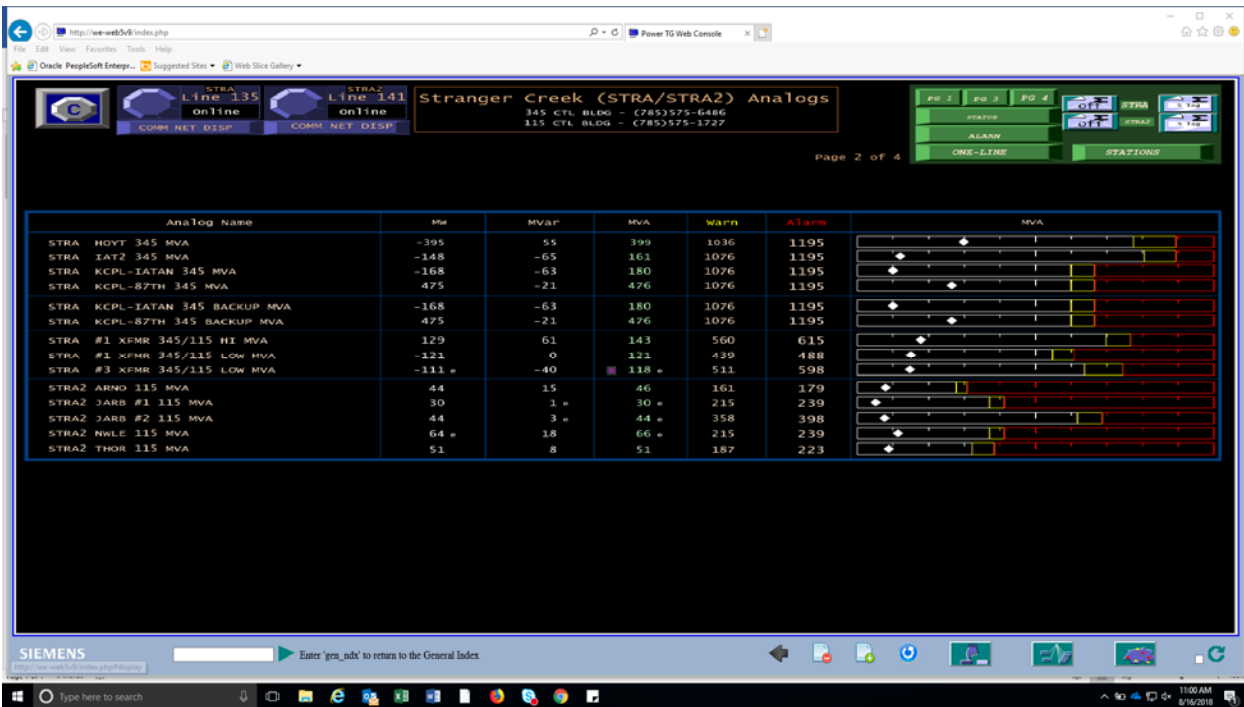 http://we-web5v9/index.php
Power TG Web Console
File Edit View Favorites Tools Help
Oracle PeopleSoft Enterpr... Suggested Sites Web Slice Gallery
STRA STRA2
Line 135 Line 141 Stranger Creek (STRA/STRA2) Analogs PG 1 PG 3 PG 4 Off STRA
Online Online 345 CTL BLDG - (785)575-6486 STATUS
COMM NET DISP COMM NET DISP 115 CTL BLDG - (785)575-1727 Off STRA2
ALARM
Page 2 of 4 ONE-LINE STATIONS
Analog Name MW MVar MVA Warn Alarm MVA
STRA HOYT 345 MVA -395 55 399 1036 1195
STRA IAT2 345 MVA -148 -65 161 1076 1195
STRA KCPL-IATAN 345 MVA -168 -63 180 1076 1195
STRA KCPL-87TH 345 MVA 475 -21 476 1076 1195
STRA KCPL-IATAN 345 BACKUP MVA -168 -63 180 1076 1195
STRA KCPL-87TH 345 BACKUP MVA 475 -21 476 1076 1195
STRA #1 XFMR 345/115 HI MVA 129 61 143 560 615
STRA #1 XFMR 345/115 LOW MVA -121 0 121 439 488
STRA #3 XFMR 345/115 LOW MVA -111 e -40 118 e 511 598
STRA2 ARNO 115 MVA 44 15 46 161 179
STRA2 JARB #1 115 MVA 30 1 e 30 e 215 239
STRA2 JARB #2 115 MVA 44 3 e 44 e 358 398
STRA2 NWLE 115 MVA 64 e 18 66 e 215 239
STRA2 THOR 115 MVA 51 8 51 187 223
SIEMENS Enter 'gen_ndx' to return to the General Index
http://we-web5v9/index.php#display
Type here to search 11:00 AM
8/16/2018